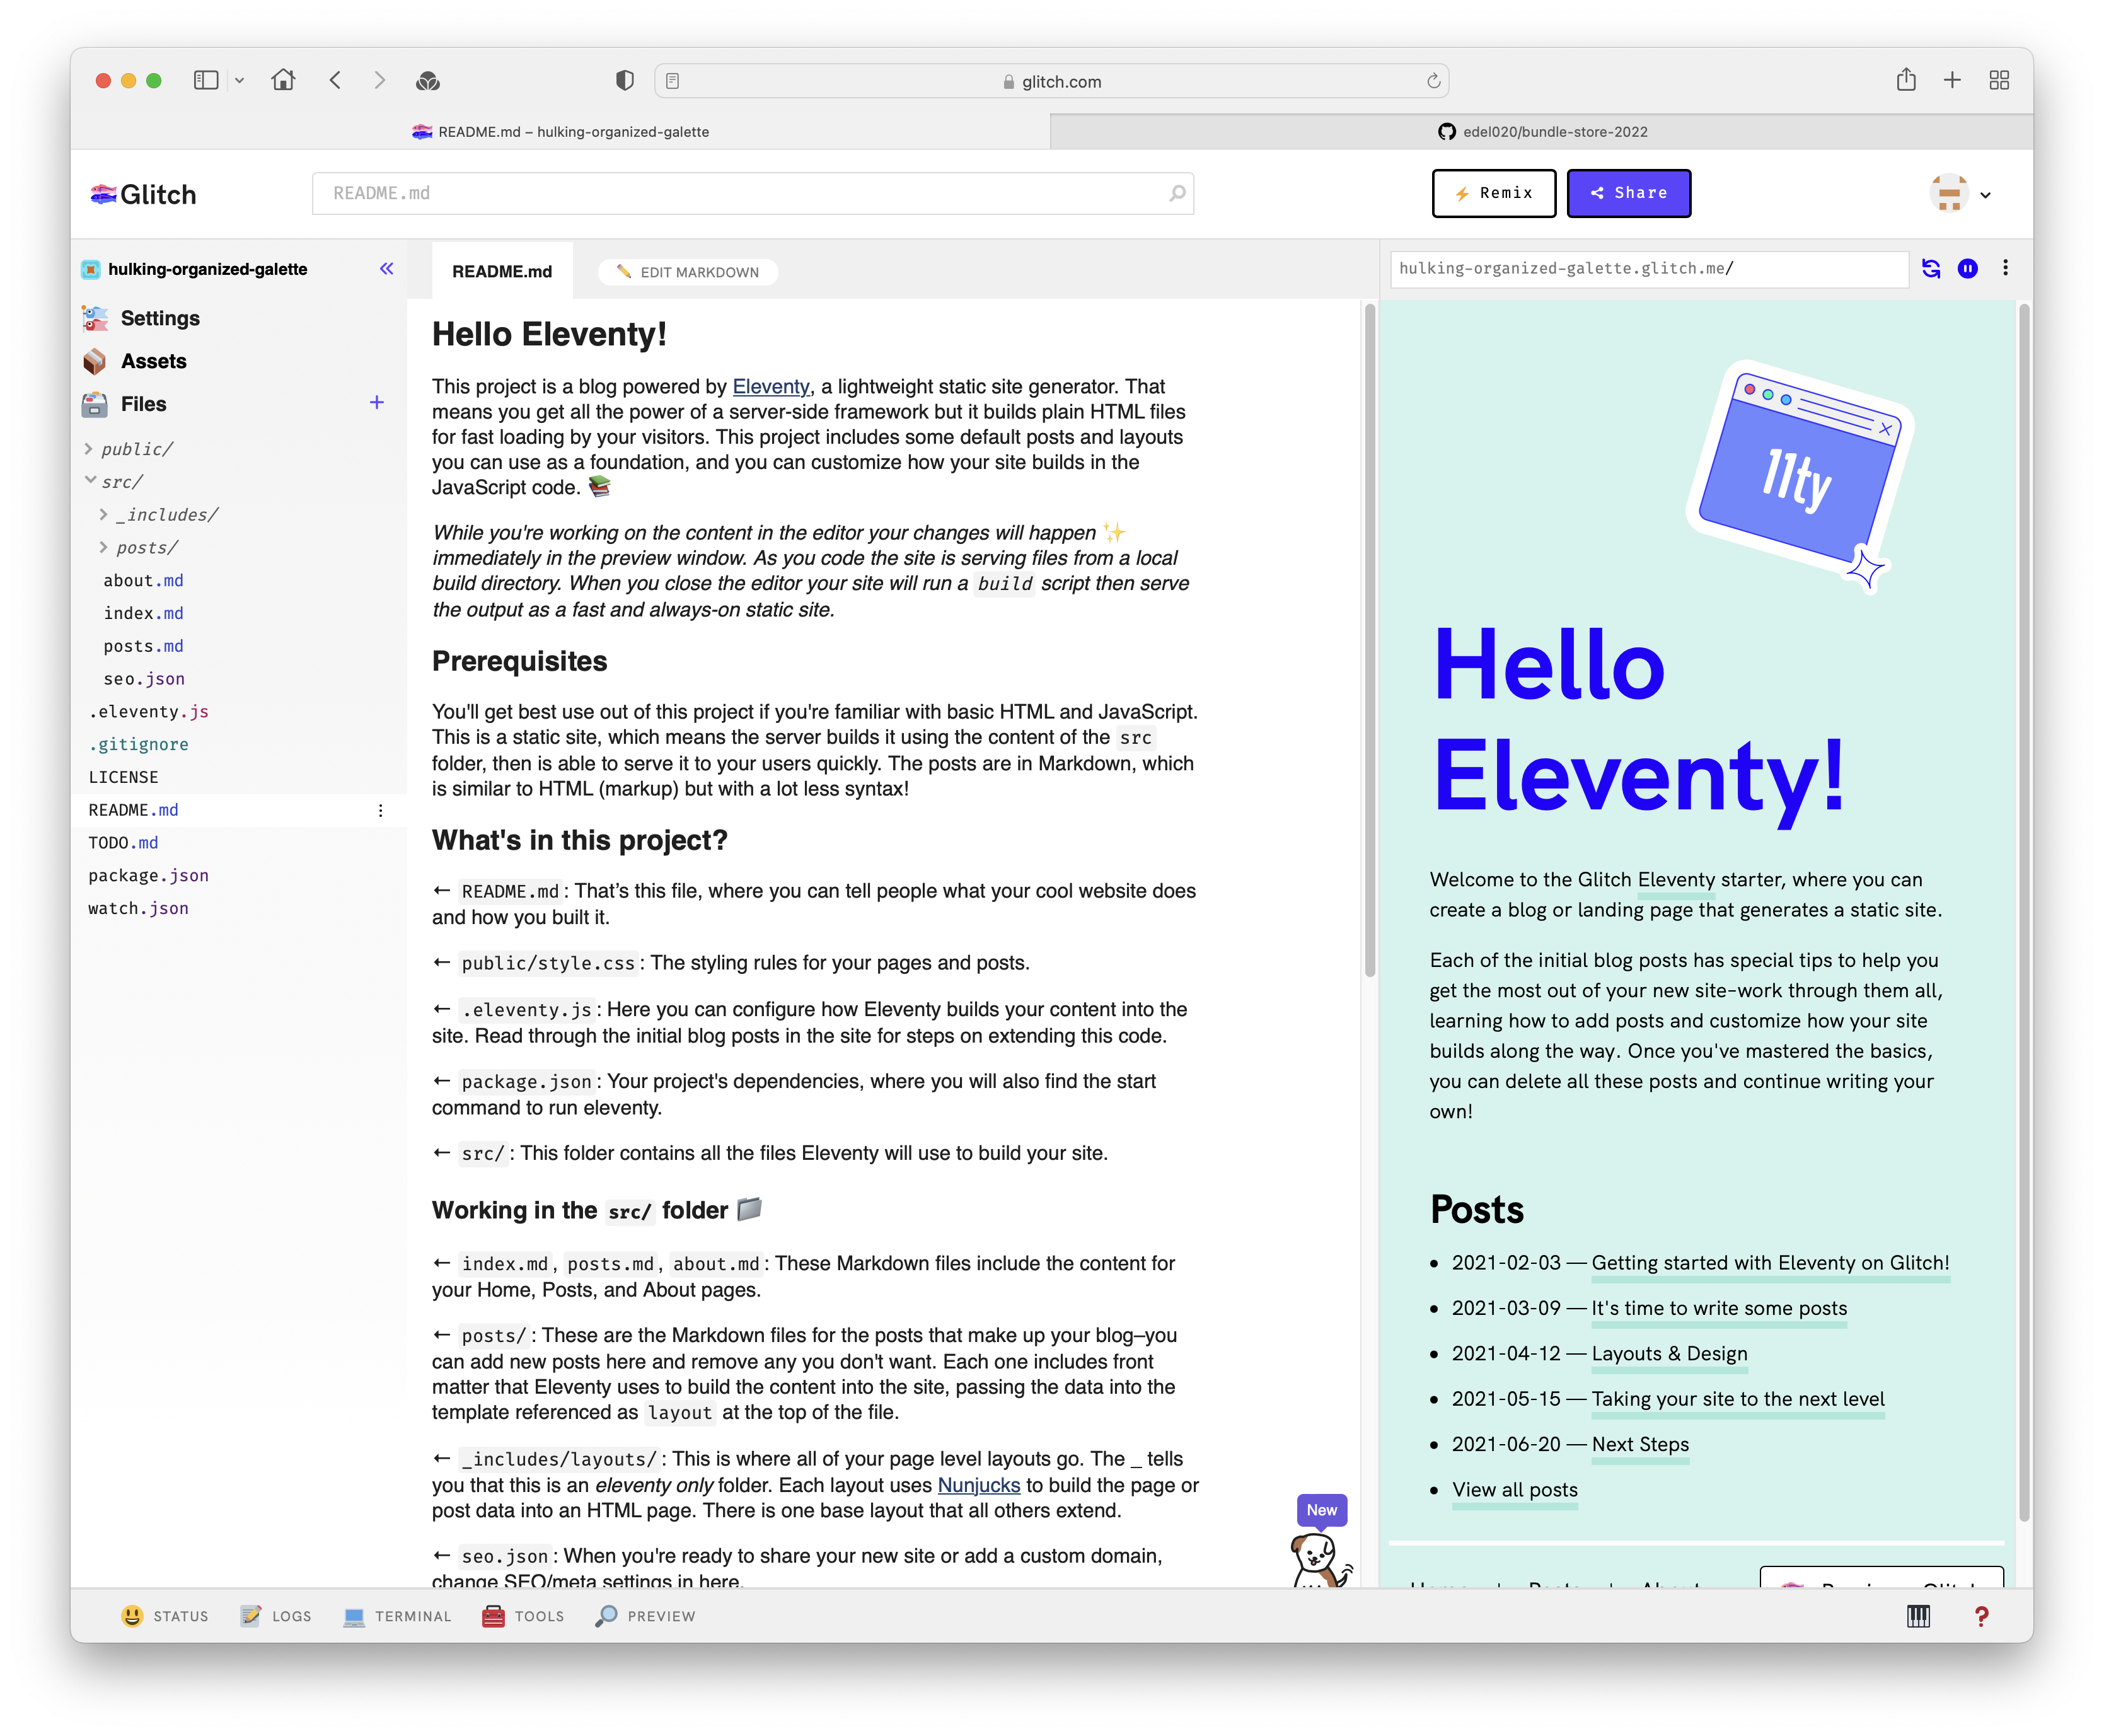 glitch.com
README.md – hulking-organized-galette
edel020/bundle-store-2022
Glitch
README.md
Remix
Share
hulking-organized-galette
Settings
Assets
Files
public/
src/
_includes/
posts/
about.md
index.md
posts.md
seo.json
.eleventy.js
.gitignore
LICENSE
README.md
TODO.md
package.json
watch.json
README.md
EDIT MARKDOWN
Hello Eleventy!
This project is a blog powered by Eleventy, a lightweight static site generator. That
means you get all the power of a server-side framework but it builds plain HTML files
for fast loading by your visitors. This project includes some default posts and layouts
you can use as a foundation, and you can customize how your site builds in the
JavaScript code. 📚
While you're working on the content in the editor your changes will happen ✨
immediately in the preview window. As you code the site is serving files from a local
build directory. When you close the editor your site will run a build script then serve
the output as a fast and always-on static site.
Prerequisites
You'll get best use out of this project if you're familiar with basic HTML and JavaScript.
This is a static site, which means the server builds it using the content of the src
folder, then is able to serve it to your users quickly. The posts are in Markdown, which
is similar to HTML (markup) but with a lot less syntax!
What's in this project?
← README.md: That’s this file, where you can tell people what your cool website does
and how you built it.
← public/style.css: The styling rules for your pages and posts.
← .eleventy.js: Here you can configure how Eleventy builds your content into the
site. Read through the initial blog posts in the site for steps on extending this code.
← package.json: Your project's dependencies, where you will also find the start
command to run eleventy.
← src/: This folder contains all the files Eleventy will use to build your site.
Working in the src/ folder 📁
← index.md, posts.md, about.md: These Markdown files include the content for
your Home, Posts, and About pages.
← posts/: These are the Markdown files for the posts that make up your blog–you
can add new posts here and remove any you don't want. Each one includes front
matter that Eleventy uses to build the content into the site, passing the data into the
template referenced as layout at the top of the file.
← _includes/layouts/: This is where all of your page level layouts go. The _ tells
you that this is an eleventy only folder. Each layout uses Nunjucks to build the page or
post data into an HTML page. There is one base layout that all others extend.
← seo.json: When you're ready to share your new site or add a custom domain,
change SEO/meta settings in here.
New
hulking-organized-galette.glitch.me/
11ty
Hello
Eleventy!
Welcome to the Glitch Eleventy starter, where you can
create a blog or landing page that generates a static site.
Each of the initial blog posts has special tips to help you
get the most out of your new site–work through them all,
learning how to add posts and customize how your site
builds along the way. Once you've mastered the basics,
you can delete all these posts and continue writing your
own!
Posts
• 2021-02-03 — Getting started with Eleventy on Glitch!
• 2021-03-09 — It's time to write some posts
• 2021-04-12 — Layouts & Design
• 2021-05-15 — Taking your site to the next level
• 2021-06-20 — Next Steps
• View all posts
STATUS
LOGS
TERMINAL
TOOLS
PREVIEW
?